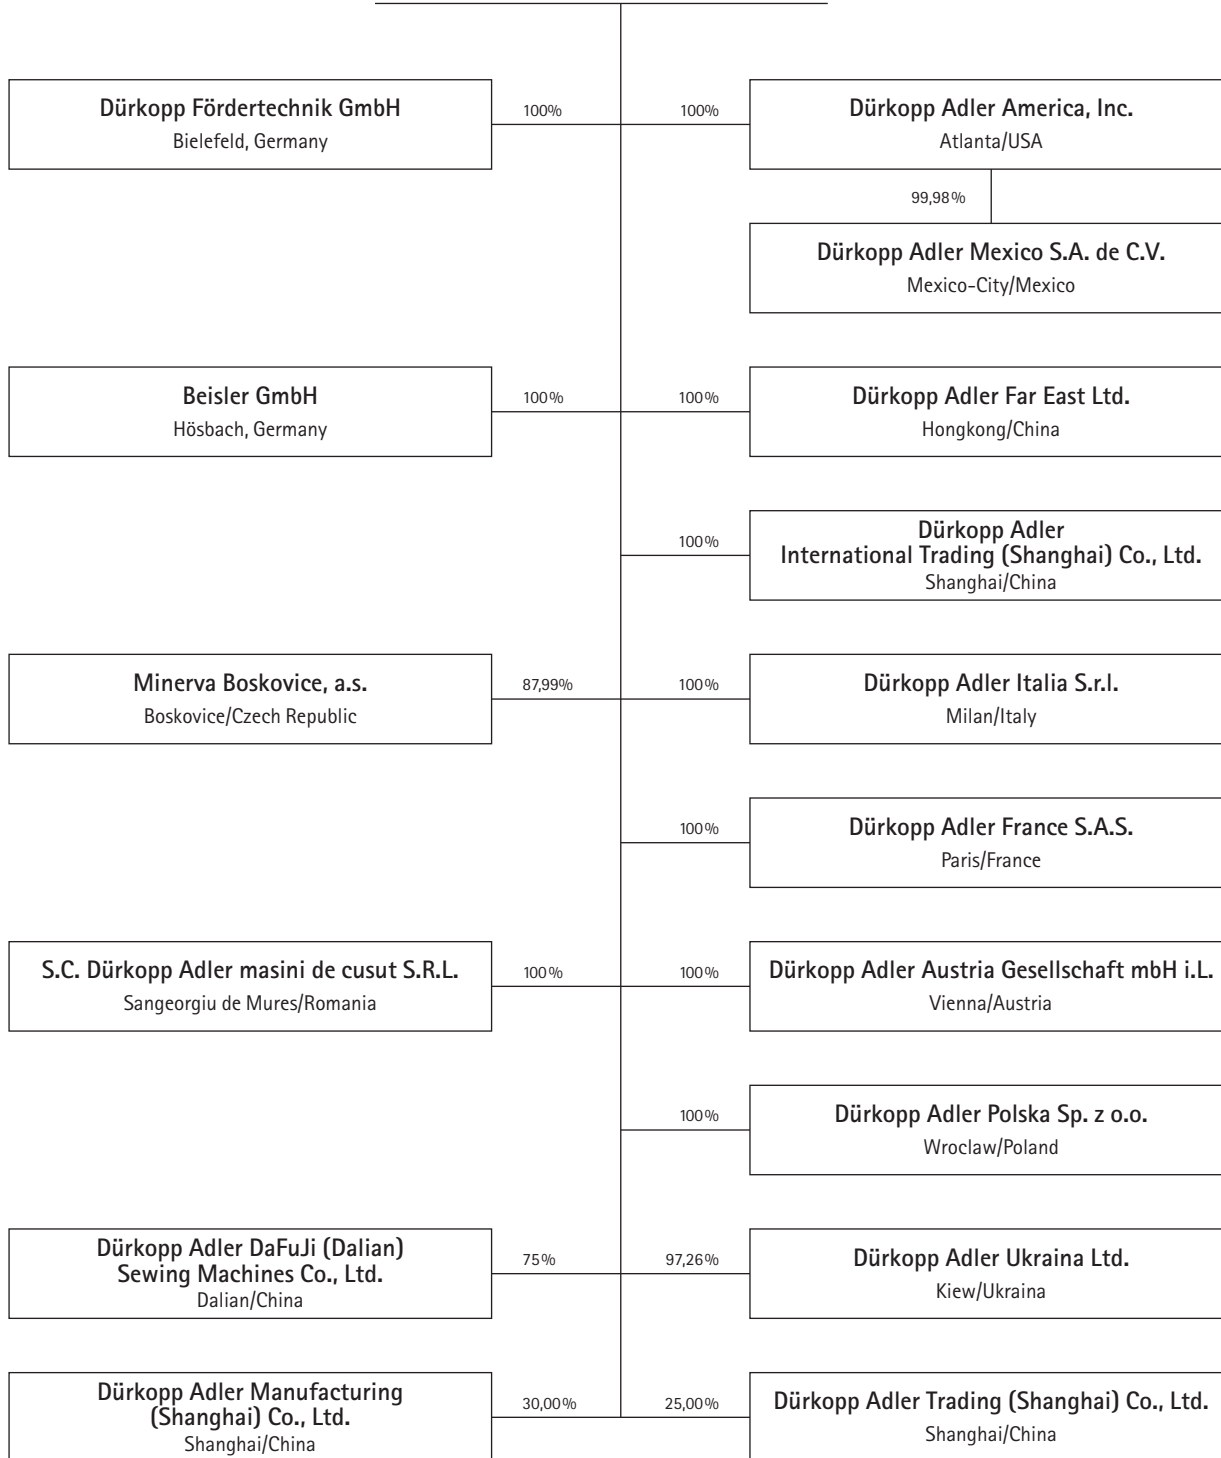 Dürkopp Fördertechnik GmbH
Bielefeld, Germany
100%
100%
Dürkopp Adler America, Inc.
Atlanta/USA
99,98%
Dürkopp Adler Mexico S.A. de C.V.
Mexico-City/Mexico
Beisler GmbH
Hösbach, Germany
100%
100%
Dürkopp Adler Far East Ltd.
Hongkong/China
100%
Dürkopp Adler
International Trading (Shanghai) Co., Ltd.
Shanghai/China
Minerva Boskovice, a.s.
Boskovice/Czech Republic
87,99%
100%
Dürkopp Adler Italia S.r.l.
Milan/Italy
100%
Dürkopp Adler France S.A.S.
Paris/France
S.C. Dürkopp Adler masini de cusut S.R.L.
Sangeorgiu de Mures/Romania
100%
100%
Dürkopp Adler Austria Gesellschaft mbH i.L.
Vienna/Austria
100%
Dürkopp Adler Polska Sp. z o.o.
Wroclaw/Poland
Dürkopp Adler DaFuJi (Dalian)
Sewing Machines Co., Ltd.
Dalian/China
75%
97,26%
Dürkopp Adler Ukraina Ltd.
Kiew/Ukraina
Dürkopp Adler Manufacturing
(Shanghai) Co., Ltd.
Shanghai/China
30,00%
25,00%
Dürkopp Adler Trading (Shanghai) Co., Ltd.
Shanghai/China